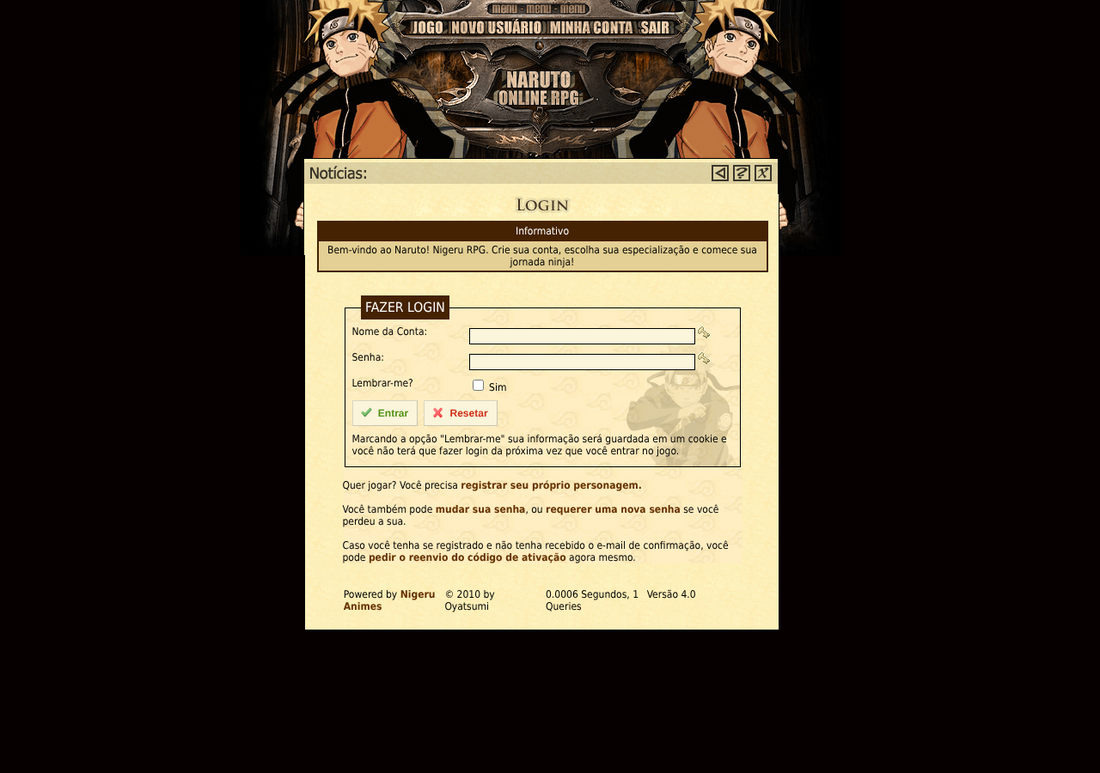 menu - menu - menu
JOGO NOVO USUÁRIO MINHA CONTA SAIR
NARUTO
ONLINE RPG
Notícias:
LOGIN
Informativo
Bem-vindo ao Naruto! Nigeru RPG. Crie sua conta, escolha sua especialização e comece sua
jornada ninja!
FAZER LOGIN
Nome da Conta:
Senha:
Lembrar-me?
Sim
Entrar Resetar
Marcando a opção "Lembrar-me" sua informação será guardada em um cookie e
você não terá que fazer login da próxima vez que você entrar no jogo.
Quer jogar? Você precisa registrar seu próprio personagem.
Você também pode mudar sua senha, ou requerer uma nova senha se você
perdeu a sua.
Caso você tenha se registrado e não tenha recebido o e-mail de confirmação, você
pode pedir o reenvio do código de ativação agora mesmo.
Powered by Nigeru
Animes
© 2010 by
Oyatsumi
0.0006 Segundos, 1
Queries
Versão 4.0